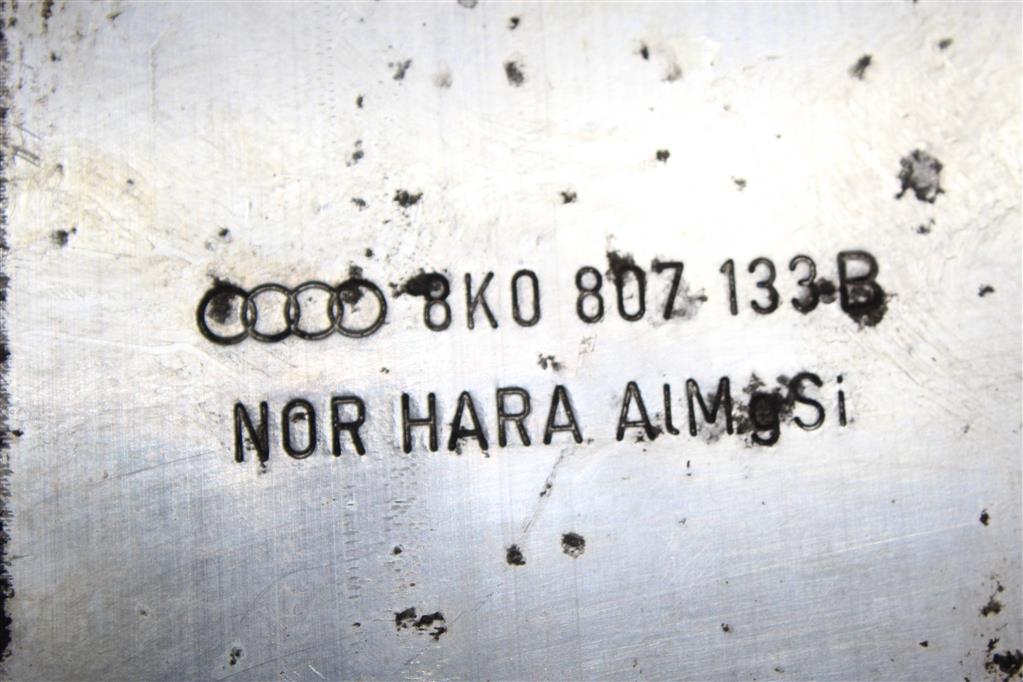 8K0 807 133 B
NOR HARA AlMgSi